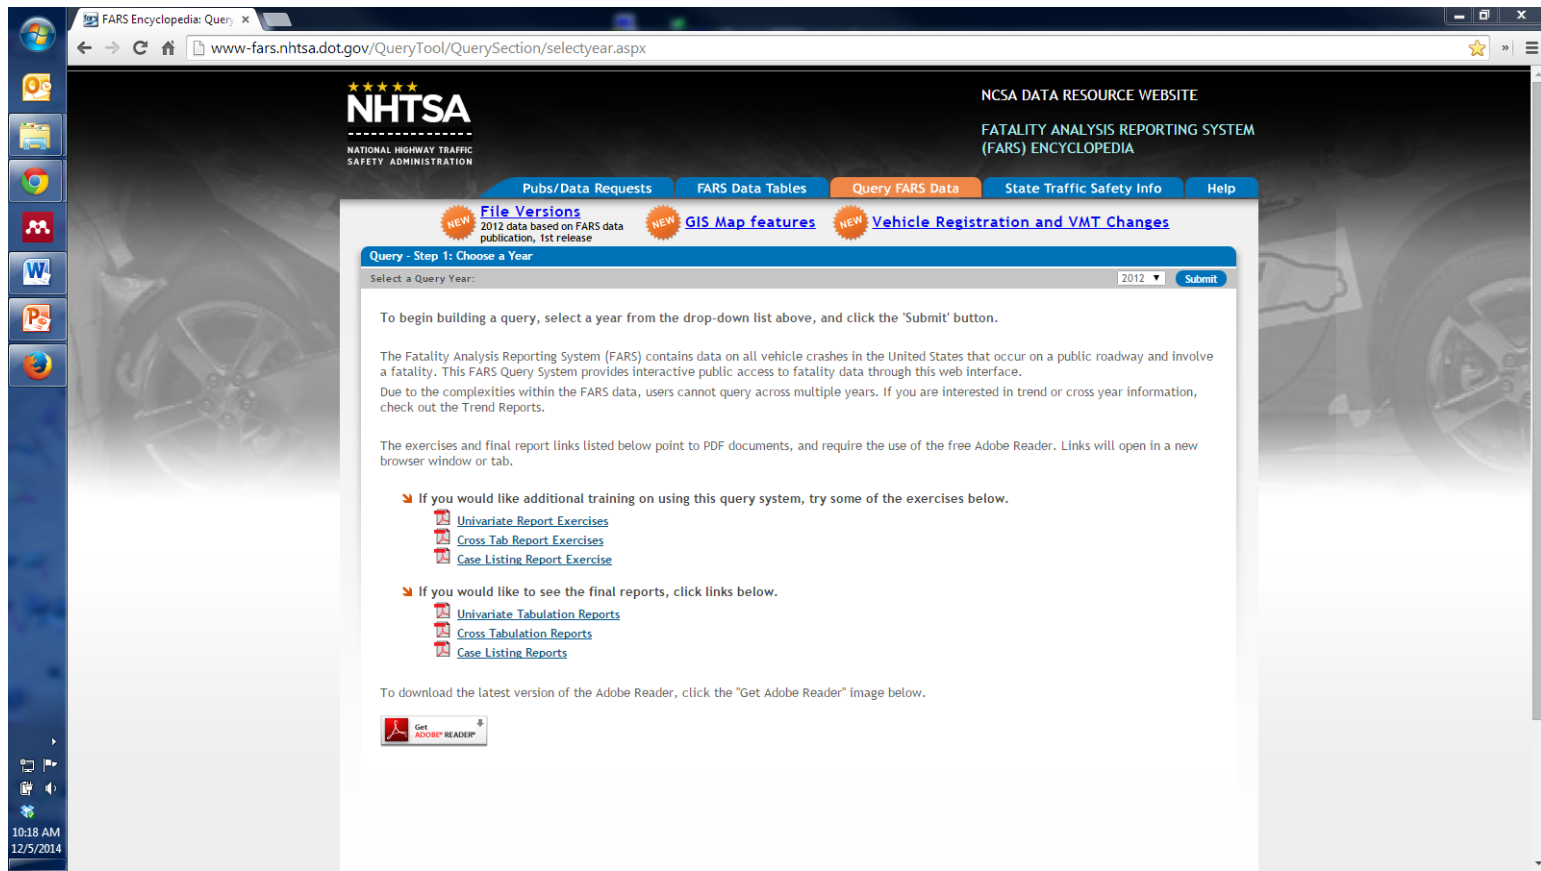 FARS Encyclopedia: Query
www-fars.nhtsa.dot.gov/QueryTool/QuerySection/selectyear.aspx
NHTSA
NATIONAL HIGHWAY TRAFFIC
SAFETY ADMINISTRATION
NCSA DATA RESOURCE WEBSITE
FATALITY ANALYSIS REPORTING SYSTEM
(FARS) ENCYCLOPEDIA
Pubs/Data Requests FARS Data Tables Query FARS Data State Traffic Safety Info Help
NEW File Versions
2012 data based on FARS data
publication, 1st release
NEW GIS Map features
NEW Vehicle Registration and VMT Changes
Query - Step 1: Choose a Year
Select a Query Year: 2012 Submit
To begin building a query, select a year from the drop-down list above, and click the 'Submit' button.
The Fatality Analysis Reporting System (FARS) contains data on all vehicle crashes in the United States that occur on a public roadway and involve
a fatality. This FARS Query System provides interactive public access to fatality data through this web interface.
Due to the complexities within the FARS data, users cannot query across multiple years. If you are interested in trend or cross year information,
check out the Trend Reports.
The exercises and final report links listed below point to PDF documents, and require the use of the free Adobe Reader. Links will open in a new
browser window or tab.
If you would like additional training on using this query system, try some of the exercises below.
Univariate Report Exercises
Cross Tab Report Exercises
Case Listing Report Exercise
If you would like to see the final reports, click links below.
Univariate Tabulation Reports
Cross Tabulation Reports
Case Listing Reports
To download the latest version of the Adobe Reader, click the "Get Adobe Reader" image below.
Get
ADOBE® READER®
10:18 AM
12/5/2014